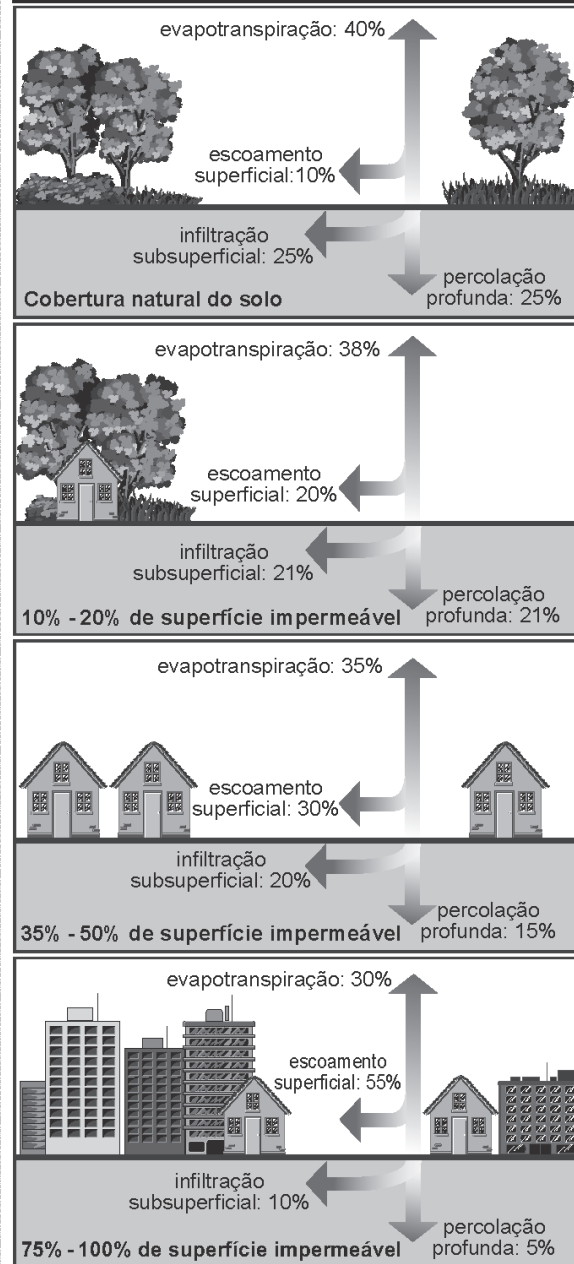 evapotranspiração: 40%
escoamento
superficial:10%
infiltração
subsuperficial: 25%
percolação
profunda: 25%
Cobertura natural do solo
evapotranspiração: 38%
escoamento
superficial: 20%
infiltração
subsuperficial: 21%
percolação
profunda: 21%
10% - 20% de superfície impermeável
evapotranspiração: 35%
escoamento
superficial: 30%
infiltração
subsuperficial: 20%
percolação
profunda: 15%
35% - 50% de superfície impermeável
evapotranspiração: 30%
escoamento
superficial: 55%
infiltração
subsuperficial: 10%
percolação
profunda: 5%
75% - 100% de superfície impermeável